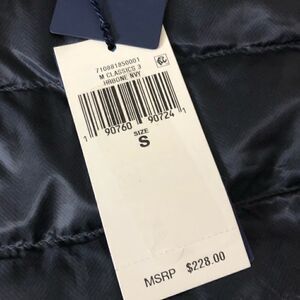 710881850001
M CLASSICS 3
HRBONE NVY
1 90760 90724 1
SIZE
S
MSRP $228.00